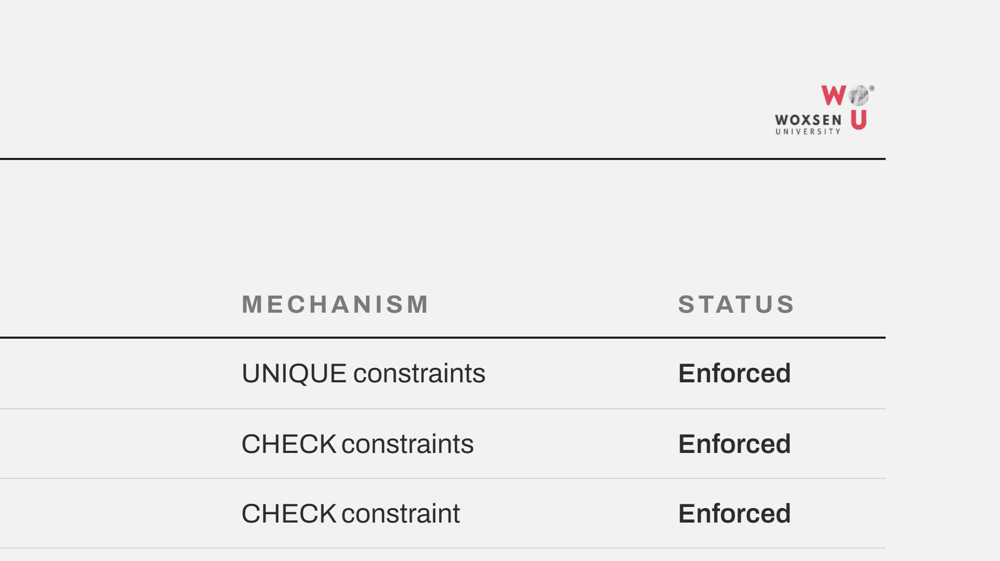 W ®
WOXSEN U
UNIVERSITY
MECHANISM STATUS
UNIQUE constraints Enforced
CHECK constraints Enforced
CHECK constraint Enforced